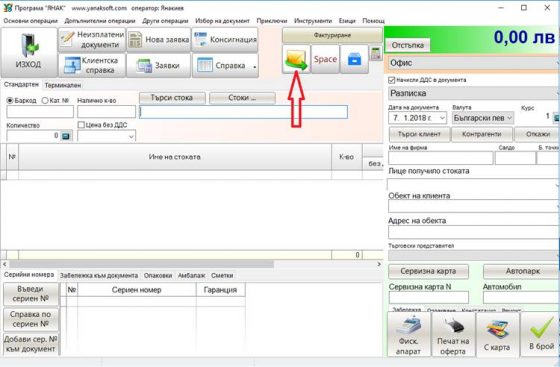 Програма "ЯНАК" www.yanaksoft.com оператор: Янакиев
Основни операции Допълнителни операции Други операции Избор на документ Приключи Инструменти Езици Помощ
ИЗХОД
Неизплатени документи
Нова заявка
Консигнация
Клиентска справка
Заявки
Справка
Фактуриране
Space
Отстъпка
0,00 лв
Офис
Начисли ДДС в документа
Разписка
Дата на документа Валута Курс
7. 1.2018 г. Български лев 1
Търси клиент Контрагенти Откажи
Име на фирма Салдо Б. точки
Лице получило стоката
Обект на клиента
Адрес на обекта
Търговски представител
Сервизна карта Автопарк
Сервизна карта N Автомобил
Стандартен Терминален
Баркод Кат № Налично к-во Търси стока Стоки ...
Количество Цена без ДДС
0
№ Име на стоката К-во без
0
Серийни номера Забележка към документа Опаковки Амбалаж Сметки
Въведи сериен №
Справка по сериен №
Добави сер. № към документ
№ Сериен номер Гаранция
Фиск. апарат
Печат на оферта
С карта
В брой